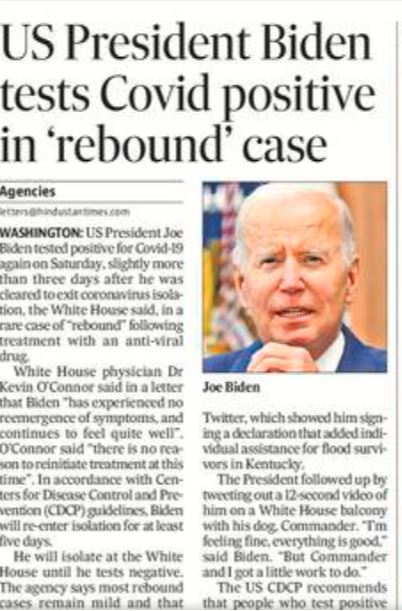 US President Biden
tests Covid positive
in ‘rebound’ case
Agencies
letters@hindustantimes.com
WASHINGTON: US President Joe
Biden tested positive for Covid-19
again on Saturday, slightly more
than three days after he was
cleared to exit coronavirus isola-
tion, the White House said, in a
rare case of “rebound” following
treatment with an anti-viral
drug.
White House physician Dr
Kevin O’Connor said in a letter
that Biden “has experienced no
reemergence of symptoms, and
continues to feel quite well”.
O’Connor said “there is no rea-
son to reinitiate treatment at this
time”. In accordance with Cen-
ters for Disease Control and Pre-
vention (CDCP) guidelines, Biden
will re-enter isolation for at least
five days.
He will isolate at the White
House until he tests negative.
The agency says most rebound
cases remain mild and that
Joe Biden
Twitter, which showed him sign-
ing a declaration that added indi-
vidual assistance for flood survi-
vors in Kentucky.
The President followed up by
tweeting out a 12-second video of
him on a White House balcony
with his dog, Commander. “I’m
feeling fine, everything is good,”
said Biden. “But Commander
and I got a little work to do.”
The US CDCP recommends
that people who test positive